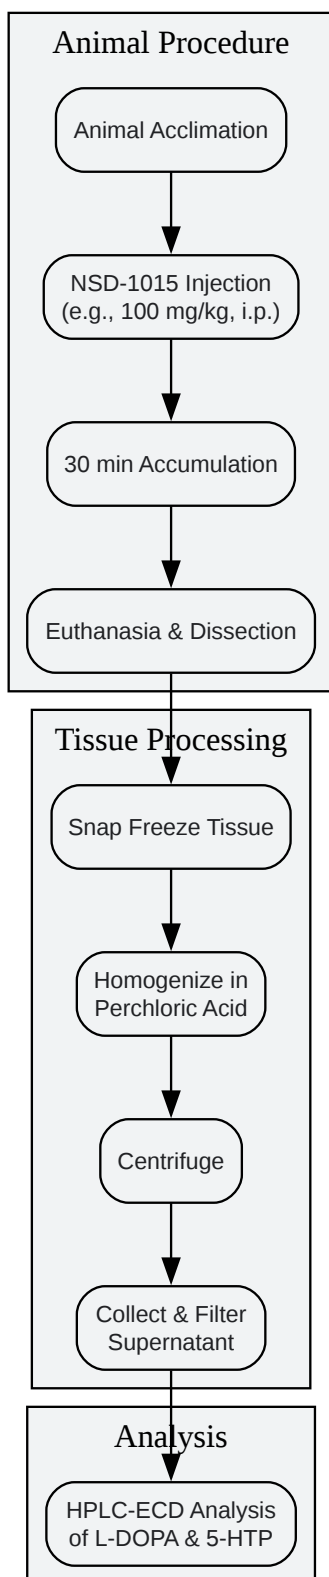 Animal Procedure
Animal Acclimation
NSD-1015 Injection
(e.g., 100 mg/kg, i.p.)
30 min Accumulation
Euthanasia & Dissection
Tissue Processing
Snap Freeze Tissue
Homogenize in
Perchloric Acid
Centrifuge
Collect & Filter
Supernatant
Analysis
HPLC-ECD Analysis
of L-DOPA & 5-HTP